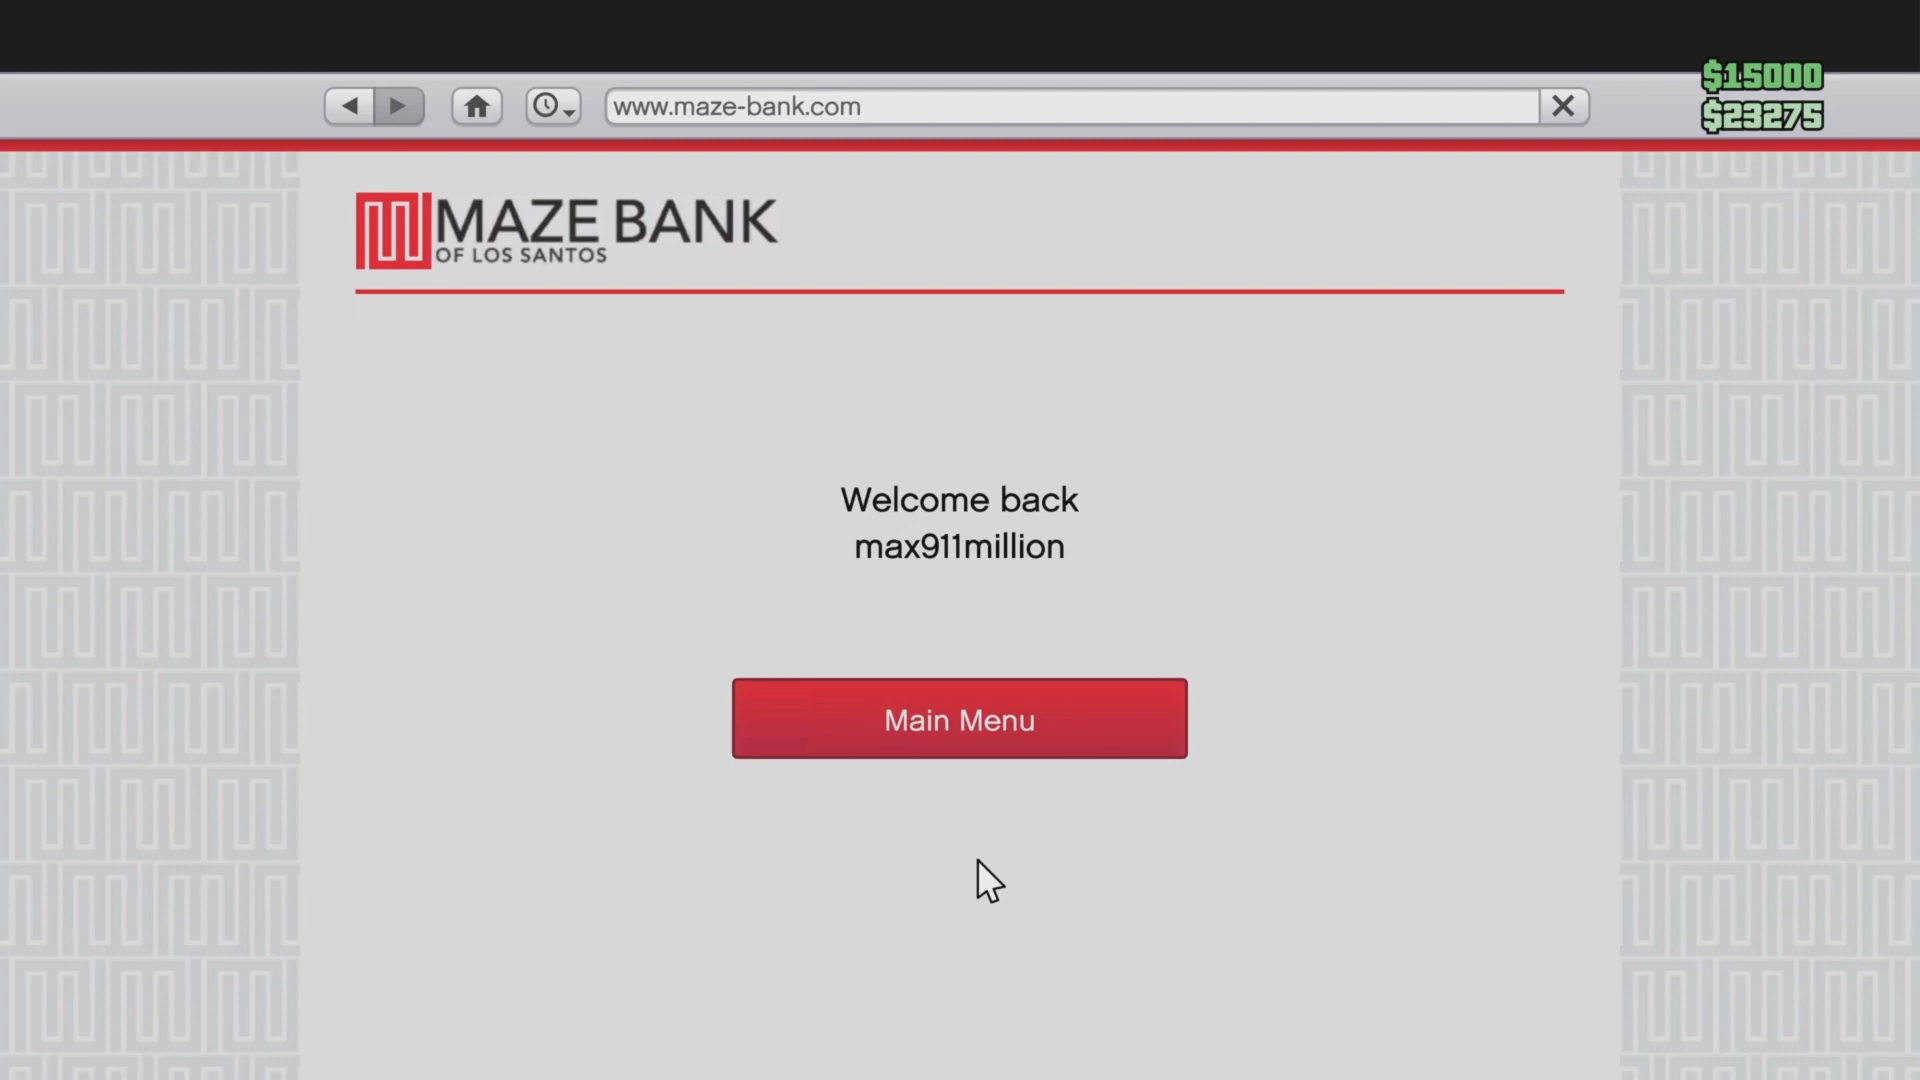 www.maze-bank.com
$15000
$23275
MAZE BANK
OF LOS SANTOS
Welcome back
max911million
Main Menu